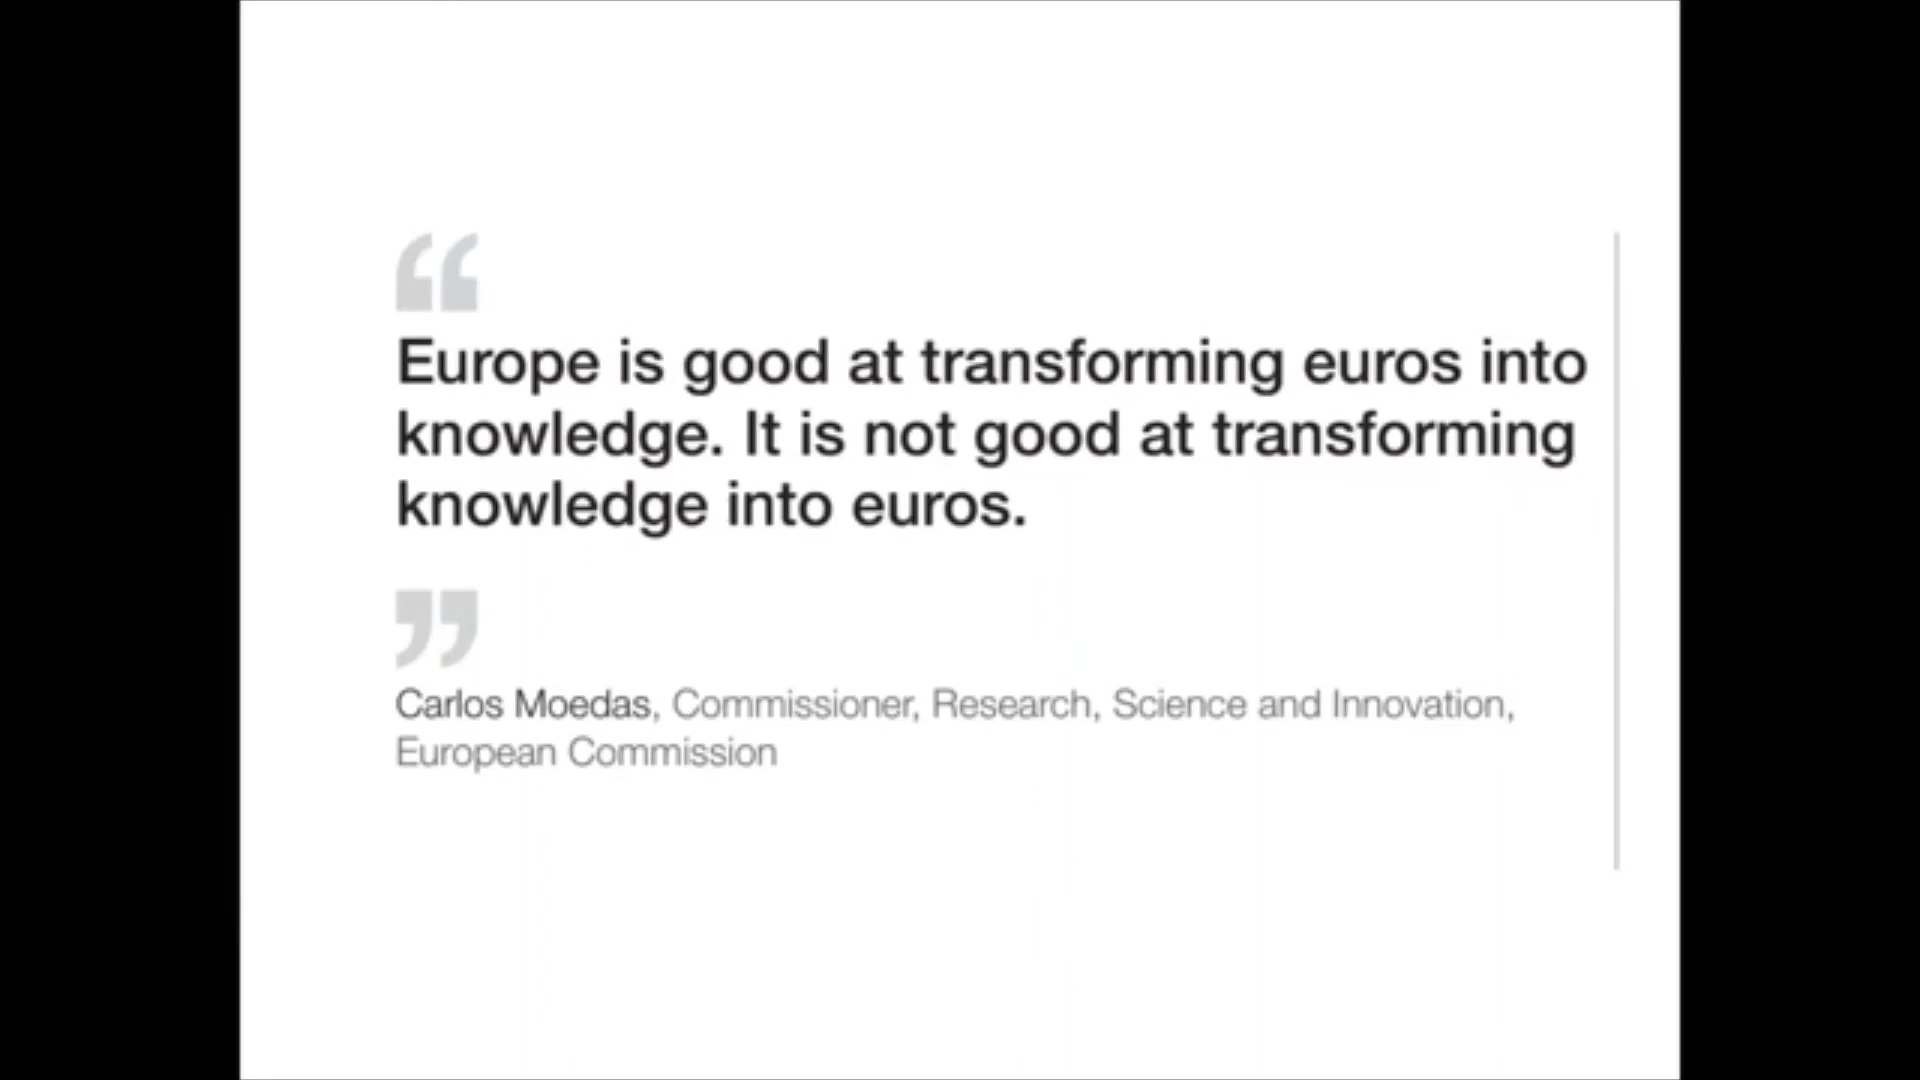 “
Europe is good at transforming euros into
knowledge. It is not good at transforming
knowledge into euros.
”
Carlos Moedas, Commissioner, Research, Science and Innovation,
European Commission